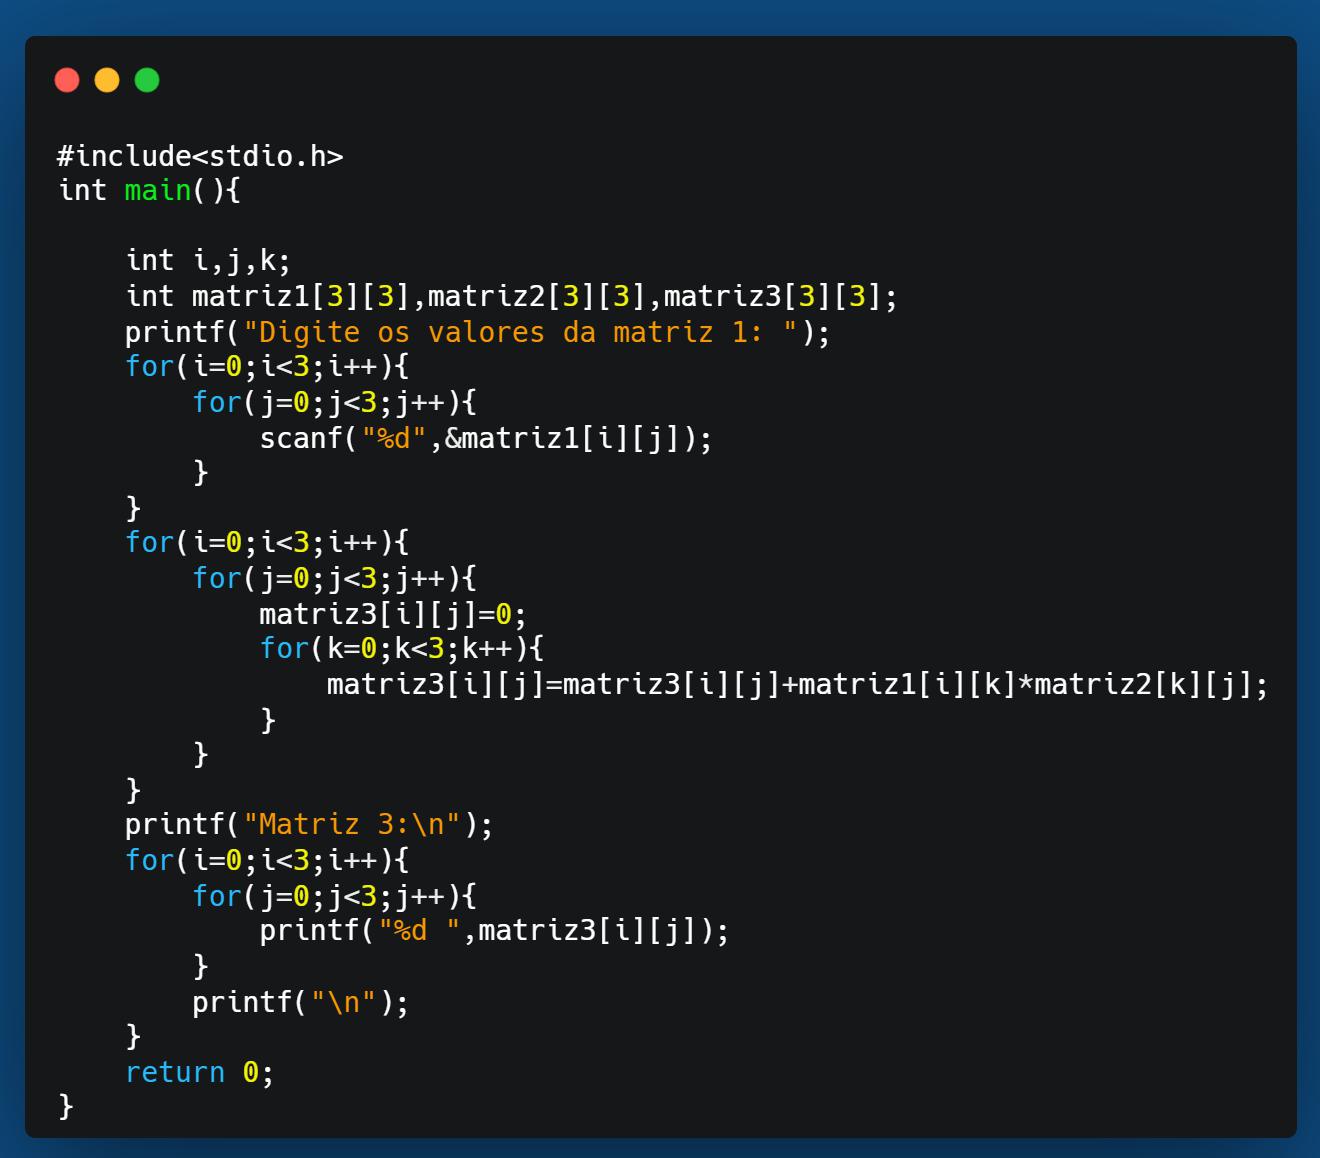 #include<stdio.h>
int main(){

    int i,j,k;
    int matriz1[3][3],matriz2[3][3],matriz3[3][3];
    printf("Digite os valores da matriz 1: ");
    for(i=0;i<3;i++){
        for(j=0;j<3;j++){
            scanf("%d",&matriz1[i][j]);
        }
    }
    for(i=0;i<3;i++){
        for(j=0;j<3;j++){
            matriz3[i][j]=0;
            for(k=0;k<3;k++){
                matriz3[i][j]=matriz3[i][j]+matriz1[i][k]*matriz2[k][j];
            }
        }
    }
    printf("Matriz 3:\n");
    for(i=0;i<3;i++){
        for(j=0;j<3;j++){
            printf("%d ",matriz3[i][j]);
        }
        printf("\n");
    }
    return 0;
}